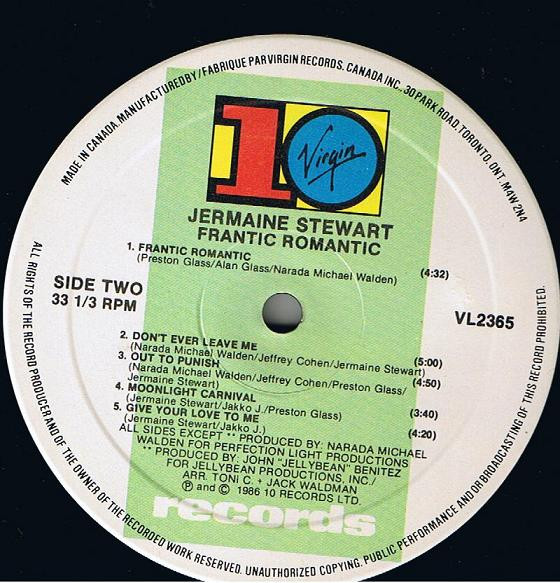 MADE IN CANADA. MANUFACTURED BY/FABRIQUE PAR VIRGIN RECORDS. CANADA INC., 30 PARK ROAD. TORONTO. ONT. M4W 2N4
10
Virgin
JERMAINE STEWART
FRANTIC ROMANTIC
1. FRANTIC ROMANTIC
(Preston Glass/Alan Glass/Narada Michael Walden) (4:32)
SIDE TWO
33 1/3 RPM
VL2365
2. DON'T EVER LEAVE ME
(Narada Michael Walden/Jeffrey Cohen/Jermaine Stewart) (5:00)
3. OUT TO PUNISH
(Narada Michael Walden/Jeffrey Cohen/Preston Glass/
Jermaine Stewart) (4:50)
4. MOONLIGHT CARNIVAL
(Jermaine Stewart/Jakko J./Preston Glass) (3:40)
5. GIVE YOUR LOVE TO ME
(Jermaine Stewart/Jakko J.) (4:20)
ALL SIDES EXCEPT ** PRODUCED BY: NARADA MICHAEL
WALDEN FOR PERFECTION LIGHT PRODUCTIONS
** PRODUCED BY: JOHN "JELLYBEAN" BENITEZ
FOR JELLYBEAN PRODUCTIONS, INC./
ARR. TONI C. + JACK WALDMAN
Ⓟ and © 1986 10 RECORDS LTD.
records
ALL RIGHTS OF THE RECORD PRODUCER AND OF THE OWNER OF THE RECORDED WORK RESERVED. UNAUTHORIZED COPYING. PUBLIC PERFORMANCE AND/OR BROADCASTING OF THIS RECORD PROHIBITED.